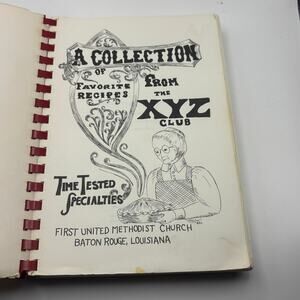 A COLLECTION
OF
FAVORITE
RECIPES
FROM
THE
XYZ
CLUB
TIME TESTED
SPECIALTIES
FIRST UNITED METHODIST CHURCH
BATON ROUGE, LOUISIANA